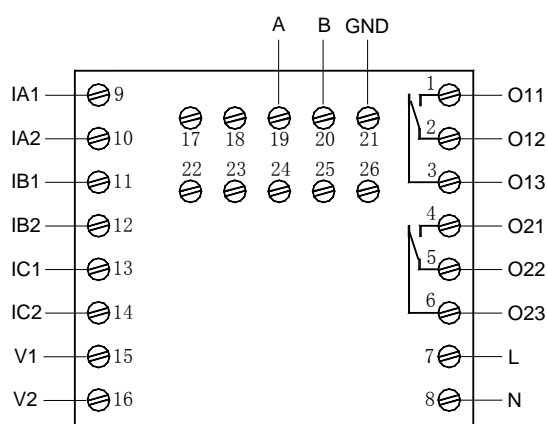 A B GND
IA1 9 1 O11
IA2 10 17 18 19 20 21 2 O12
IB1 11 22 23 24 25 26 3 O13
IB2 12 4 O21
IC1 13 5 O22
IC2 14 6 O23
V1 15 7 L
V2 16 8 N